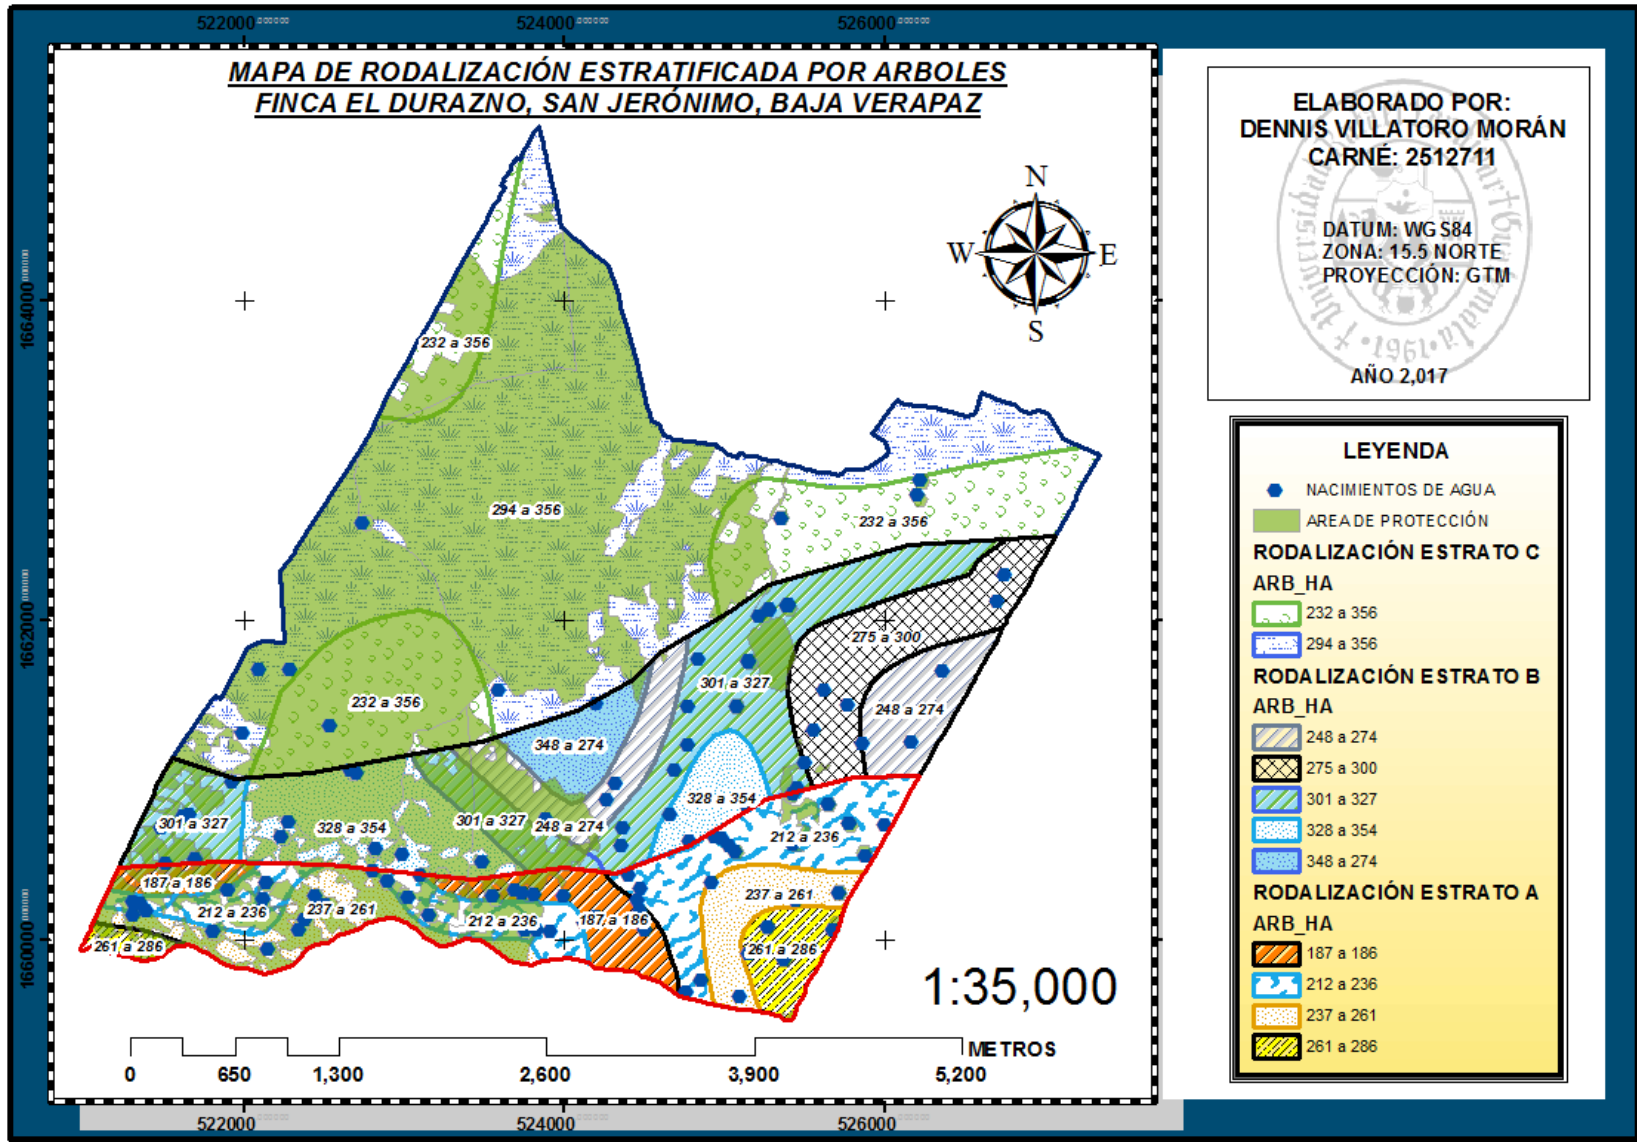 522000
524000
526000
MAPA DE RODALIZACIÓN ESTRATIFICADA POR ARBOLES
FINCA EL DURAZNO, SAN JERÓNIMO, BAJA VERAPAZ
N
W
E
S
1664000
1662000
1660000
232 a 356
294 a 356
232 a 356
275 a 300
301 a 327
232 a 356
248 a 274
348 a 274
328 a 354
301 a 327
328 a 354
301 a 327
248 a 274
212 a 236
187 a 186
237 a 261
212 a 236
237 a 261
212 a 236
187 a 186
261 a 286
261 a 286
1:35,000
METROS
0 650 1,300 2,600 3,900 5,200
522000
524000
526000
ELABORADO POR:
DENNIS VILLATORO MORÁN
CARNÉ: 2512711
DATUM: WGS84
ZONA: 15.5 NORTE
PROYECCIÓN: GTM
1961
AÑO 2,017
LEYENDA
NACIMIENTOS DE AGUA
AREA DE PROTECCIÓN
RODALIZACIÓN ESTRATO C
ARB_HA
232 a 356
294 a 356
RODALIZACIÓN ESTRATO B
ARB_HA
248 a 274
275 a 300
301 a 327
328 a 354
348 a 274
RODALIZACIÓN ESTRATO A
ARB_HA
187 a 186
212 a 236
237 a 261
261 a 286